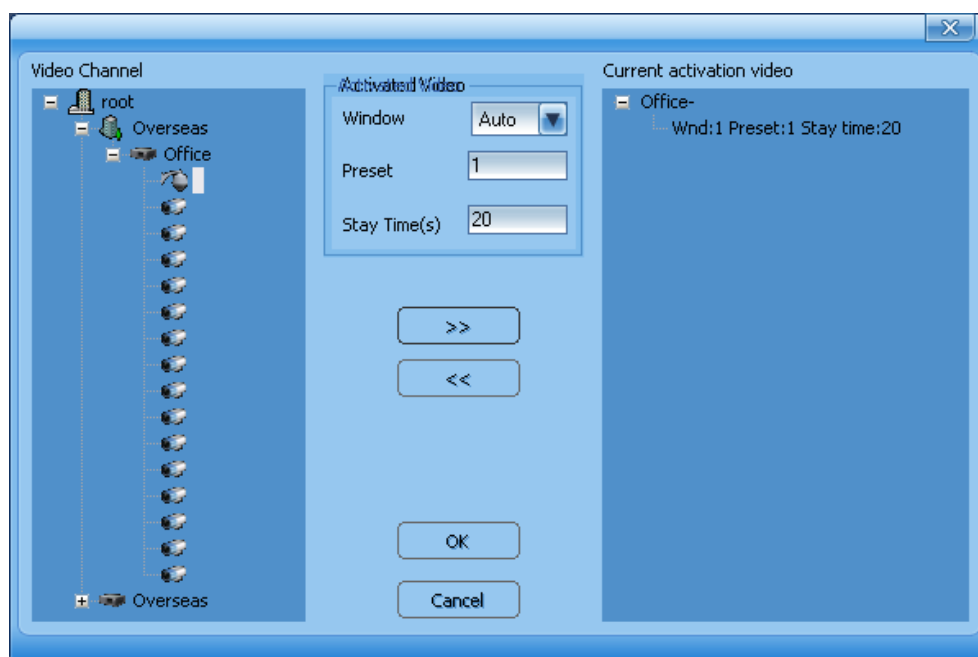 Video Channel
root
Overseas
Office
Overseas
Activated Video
Window
Auto
Preset
1
Stay Time(s)
20
>>
<<
OK
Cancel
Current activation video
Office-
Wnd:1 Preset:1 Stay time:20